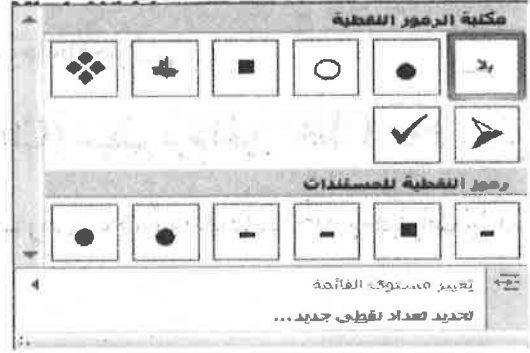 مكتبة الرموز النقطية
بلا
رموز النقطية للمستندات
تغيير مستوى القائمة
تحديد تعداد نقطي جديد...